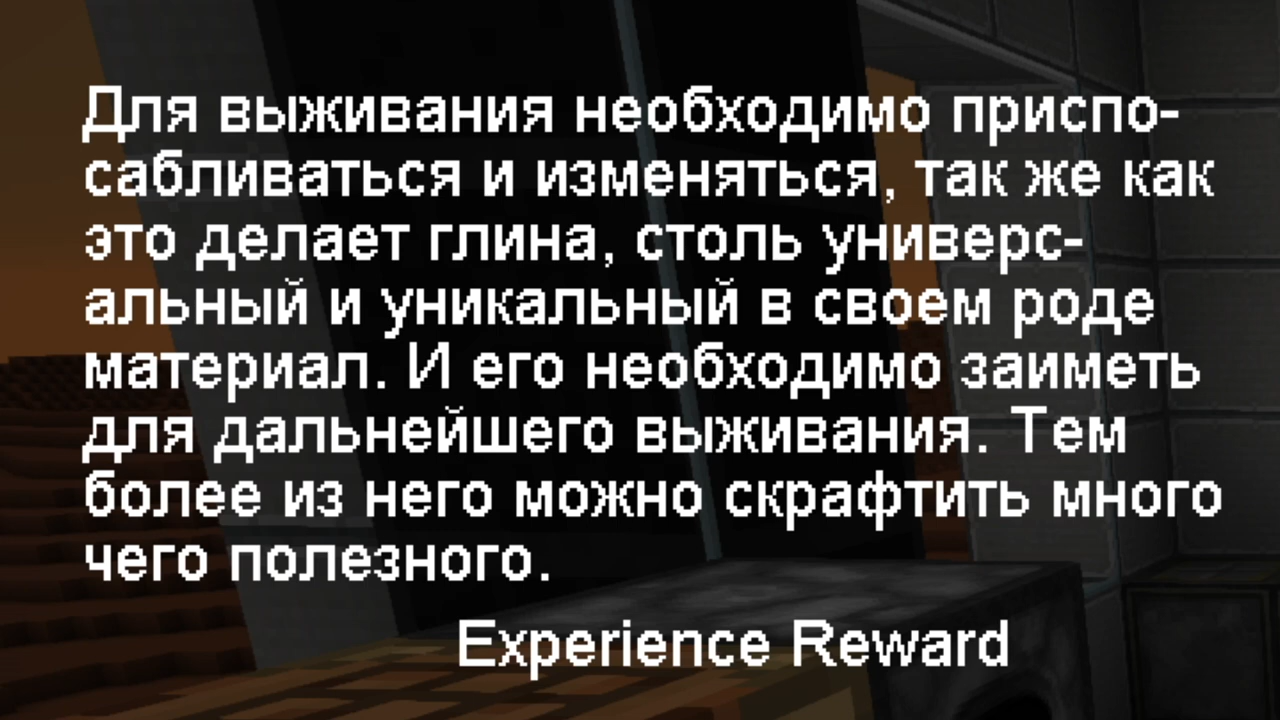 Для выживания необходимо приспо-
сабливаться и изменяться, так же как
это делает глина, столь универс-
альный и уникальный в своем роде
материал. И его необходимо заиметь
для дальнейшего выживания. Тем
более из него можно скрафтить много
чего полезного.
Experience Reward